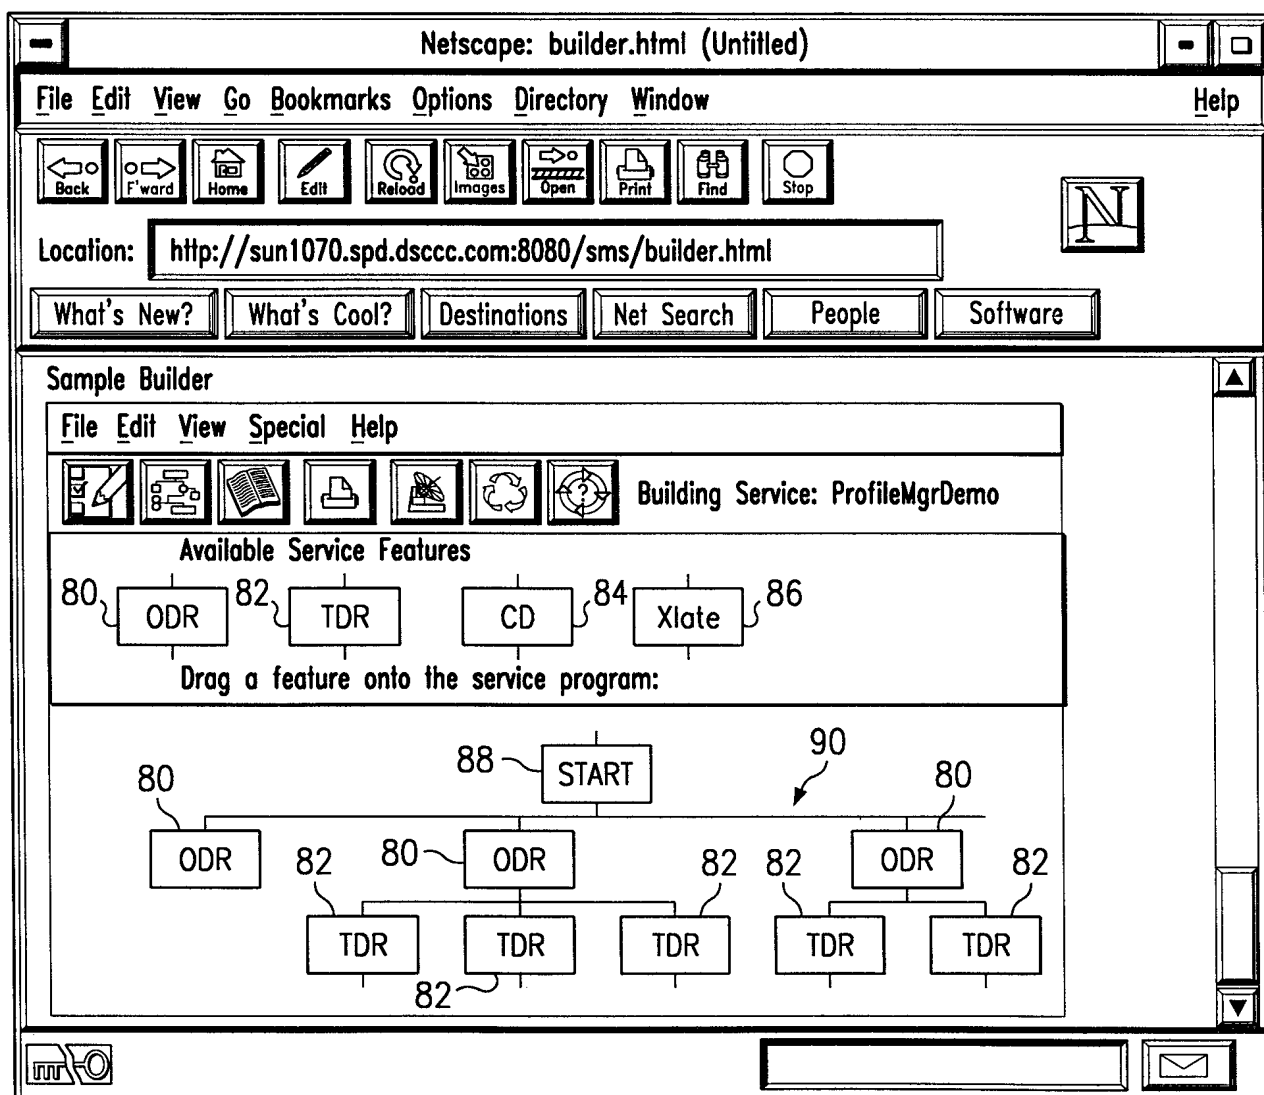 Netscape: builder.html (Untitled)
File Edit View Go Bookmarks Options Directory Window Help
Back F'ward Home Edit Reload Images Open Print Find Stop
N
Location: http://sun1070.spd.dsccc.com:8080/sms/builder.html
What's New? What's Cool? Destinations Net Search People Software
Sample Builder
File Edit View Special Help
? Building Service: ProfileMgrDemo
Available Service Features
80 ODR 82 TDR CD 84 Xlate 86
Drag a feature onto the service program:
88 START 90
80 80
ODR 80 ODR ODR
82 82 82 82
TDR TDR TDR TDR TDR
82